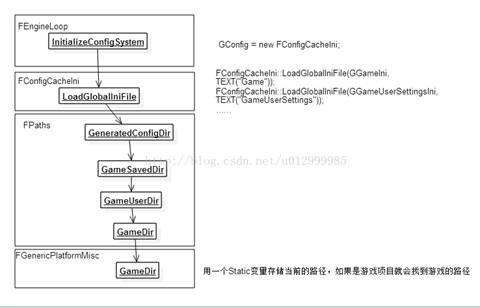 FEngineLoop
InitializeConfigSystem
GConfig = new FConfigCacheIni;
FConfigCacheIni
LoadGlobalIniFile
FConfigCacheIni::LoadGlobalIniFile(GGameIni,
TEXT("Game"));
FConfigCacheIni::LoadGlobalIniFile(GGameUserSettingsIni,
TEXT("GameUserSettings"));
......
FPaths
GeneratedConfigDir
http://blog.csdn.net/u012999985
GameSavedDir
GameUserDir
GameDir
FGenericPlatformMisc
GameDir
用一个Static变量存储当前的路径，如果是游戏项目就会找到游戏的路径